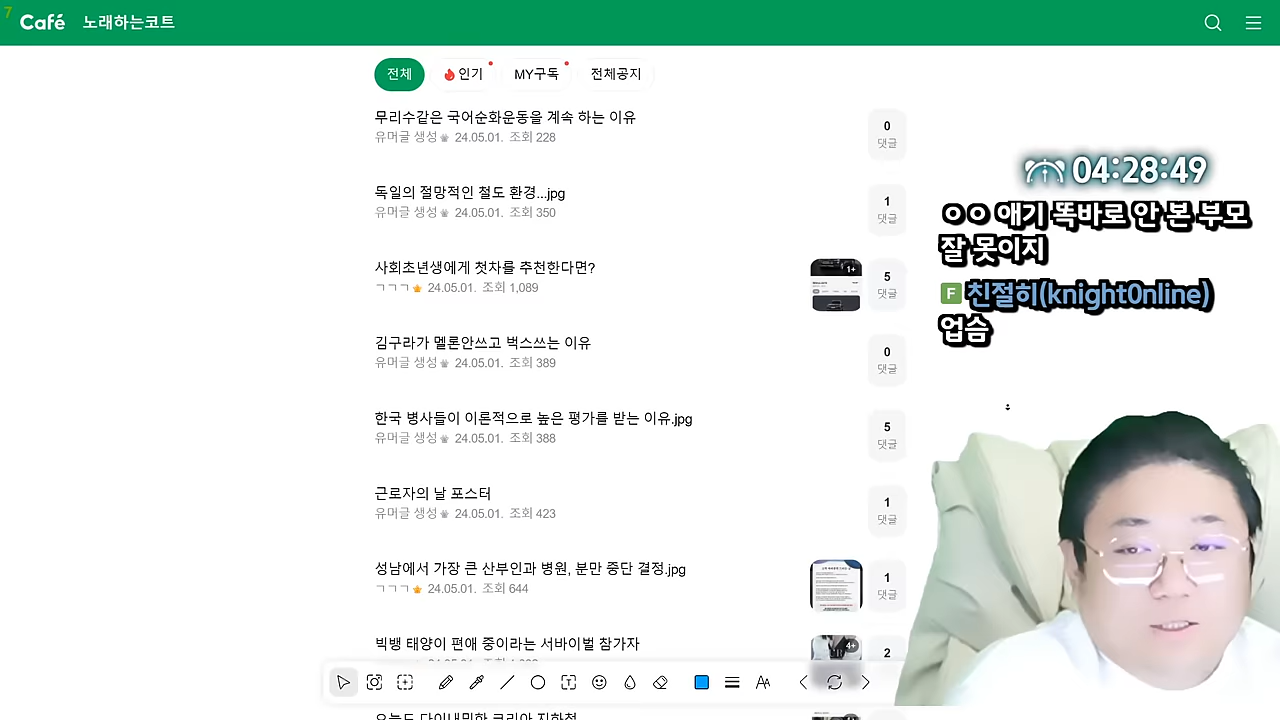 7
Café 노래하는코트
전체
인기
MY구독
전체공지
무리수같은 국어순화운동을 계속 하는 이유
유머글 생성 24.05.01. 조회 228
0
댓글
독일의 절망적인 철도 환경...jpg
유머글 생성 24.05.01. 조회 350
1
댓글
사회초년생에게 첫차를 추천한다면?
ㄱㄱㄱ 24.05.01. 조회 1,089
1+
5
댓글
김구라가 멜론안쓰고 벅스쓰는 이유
유머글 생성 24.05.01. 조회 389
0
댓글
한국 병사들이 이론적으로 높은 평가를 받는 이유.jpg
유머글 생성 24.05.01. 조회 388
5
댓글
근로자의 날 포스터
유머글 생성 24.05.01. 조회 423
1
댓글
성남에서 가장 큰 산부인과 병원, 분만 중단 결정.jpg
ㄱㄱㄱ 24.05.01. 조회 644
1
댓글
빅뱅 태양이 편애 중이라는 서바이벌 참가자
4+
2
04:28:49
ㅇㅇ 애기 똑바로 안 본 부모
잘 못이지
F 친절히(knight0nline)
업슴